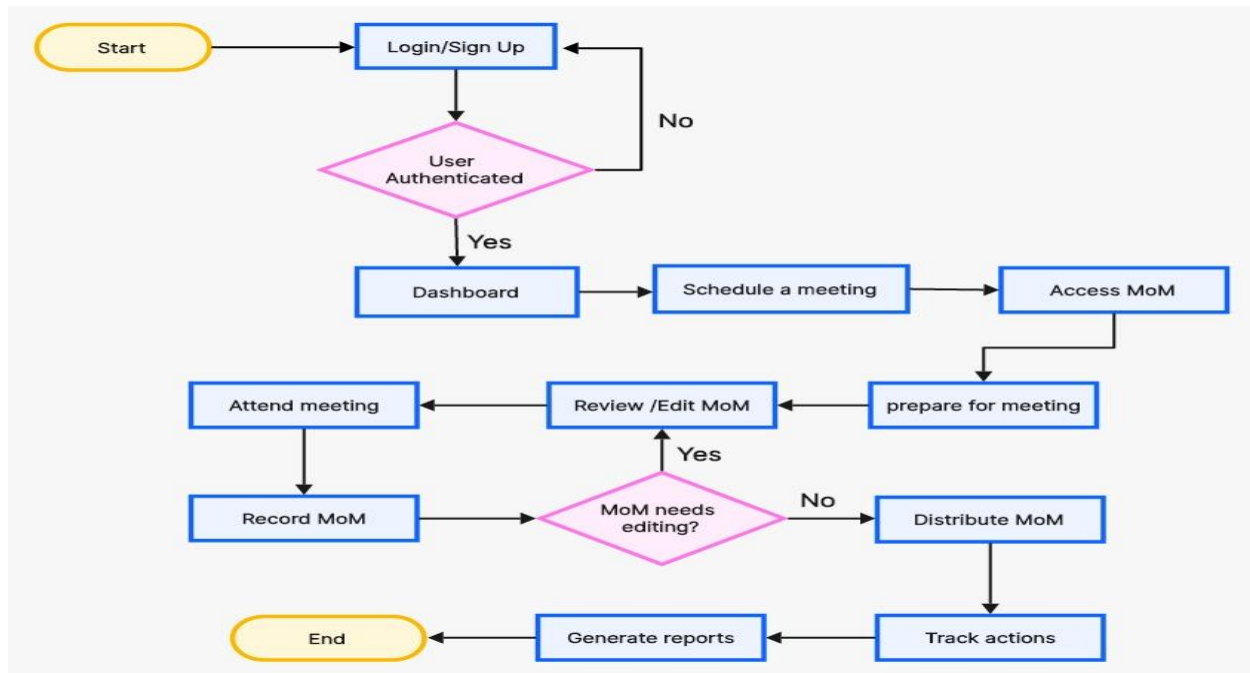 Start
Login/Sign Up
No
User
Authenticated
Yes
Dashboard
Schedule a meeting
Access MoM
Attend meeting
Review /Edit MoM
prepare for meeting
Yes
Record MoM
MoM needs
editing?
No
Distribute MoM
End
Generate reports
Track actions